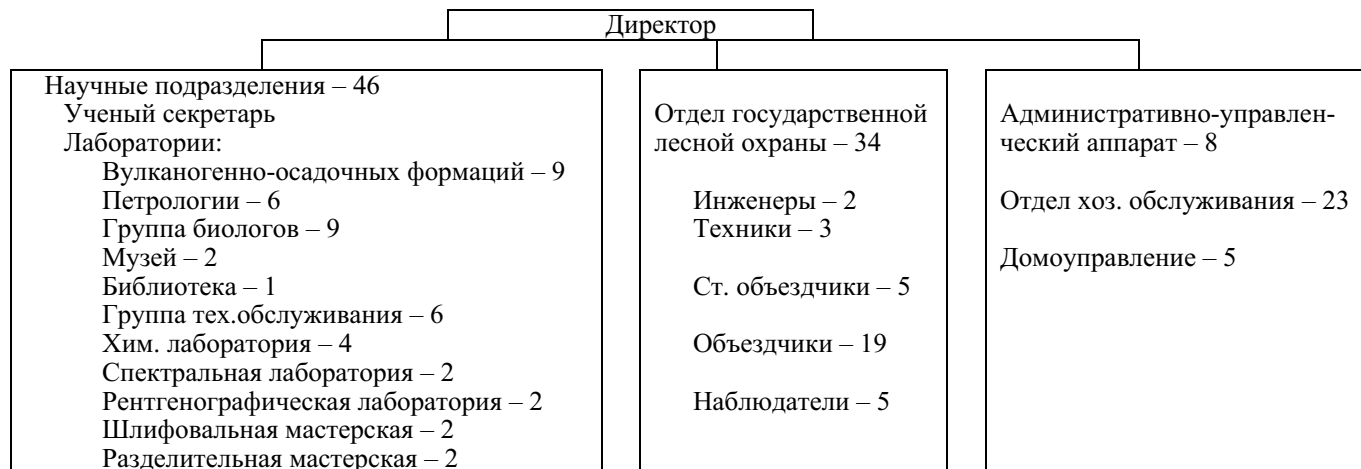 Директор
Научные подразделения – 46
Ученый секретарь
Лаборатории:
Вулканогенно-осадочных формаций – 9
Петрологии – 6
Группа биологов – 9
Музей – 2
Библиотека – 1
Группа тех.обслуживания – 6
Хим. лаборатория – 4
Спектральная лаборатория – 2
Рентгенографическая лаборатория – 2
Шлифовальная мастерская – 2
Разделительная мастерская – 2
Отдел государственной
лесной охраны – 34
Инженеры – 2
Техники – 3
Ст. объездчики – 5
Объездчики – 19
Наблюдатели – 5
Административно-управлен-
ческий аппарат – 8
Отдел хоз. обслуживания – 23
Домоуправление – 5